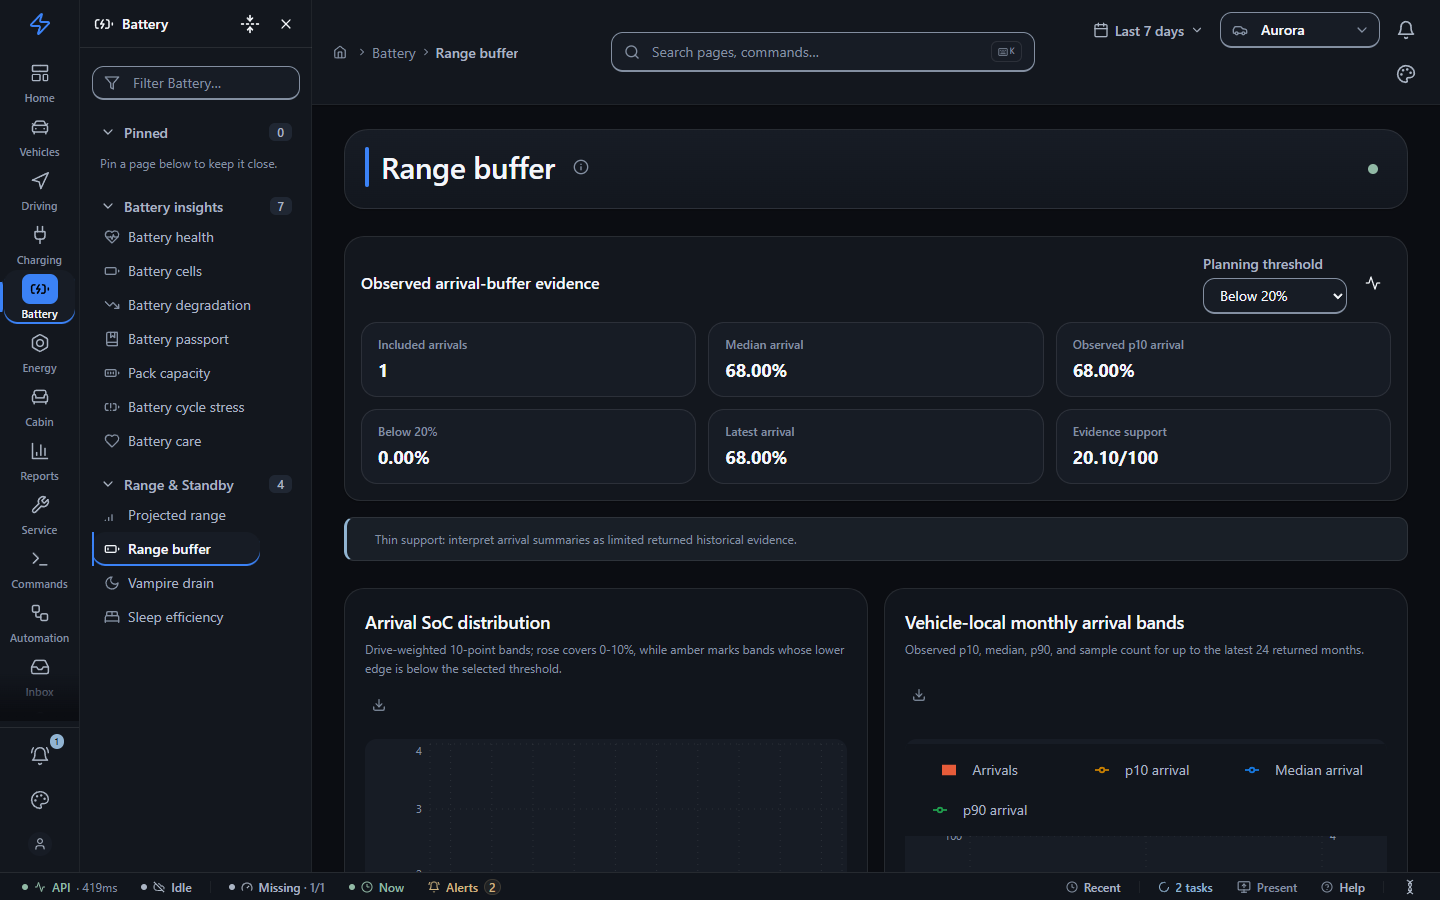 Home
Vehicles
Driving
Charging
Battery
Energy
Cabin
Reports
Service
Commands
Automation
Inbox
1
Battery
Filter Battery...
Pinned
0
Pin a page below to keep it close.
Battery insights
7
Battery health
Battery cells
Battery degradation
Battery passport
Pack capacity
Battery cycle stress
Battery care
Range & Standby
4
Projected range
Range buffer
Vampire drain
Sleep efficiency
Battery
Range buffer
Search pages, commands...
K
Last 7 days
Aurora
Range buffer
Observed arrival-buffer evidence
Planning threshold
Below 20%
Included arrivals
1
Median arrival
68.00%
Observed p10 arrival
68.00%
Below 20%
0.00%
Latest arrival
68.00%
Evidence support
20.10/100
Thin support: interpret arrival summaries as limited returned historical evidence.
Arrival SoC distribution
Drive-weighted 10-point bands; rose covers 0-10%, while amber marks bands whose lower
edge is below the selected threshold.
4
3
Vehicle-local monthly arrival bands
Observed p10, median, p90, and sample count for up to the latest 24 returned months.
Arrivals
p10 arrival
Median arrival
p90 arrival
100
4
API · 419ms
Idle
Missing · 1/1
Now
Alerts 2
Recent
2 tasks
Present
Help